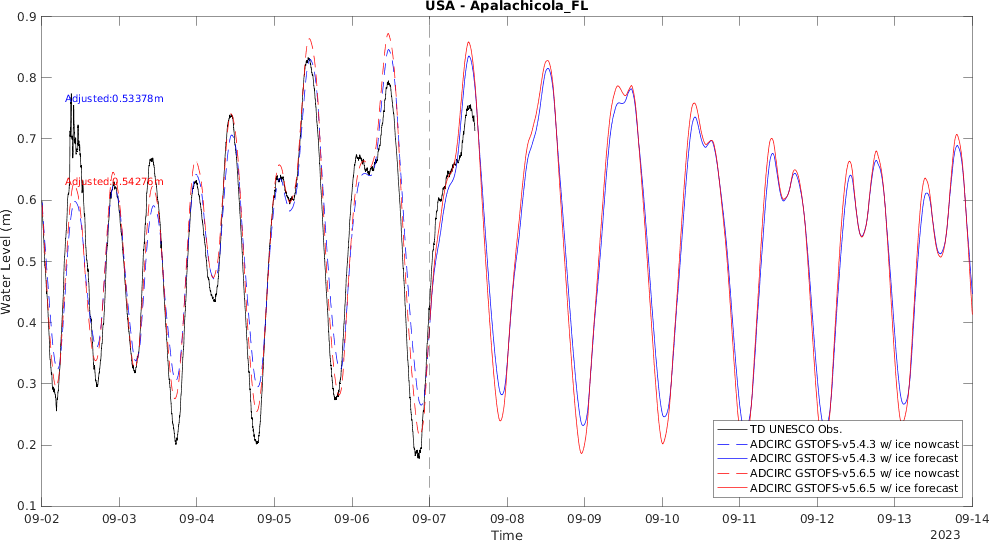 USA - Apalachicola_FL
0.9
0.8
0.7
0.6
0.5
0.4
0.3
0.2
0.1
Water Level (m)
Adjusted:0.53378m
Adjusted:0.54276m
TD UNESCO Obs.
ADCIRC GSTOFS-v5.4.3 w/ ice nowcast
ADCIRC GSTOFS-v5.4.3 w/ ice forecast
ADCIRC GSTOFS-v5.6.5 w/ ice nowcast
ADCIRC GSTOFS-v5.6.5 w/ ice forecast
09-02 09-03 09-04 09-05 09-06 09-07 09-08 09-09 09-10 09-11 09-12 09-13 09-14
Time
2023